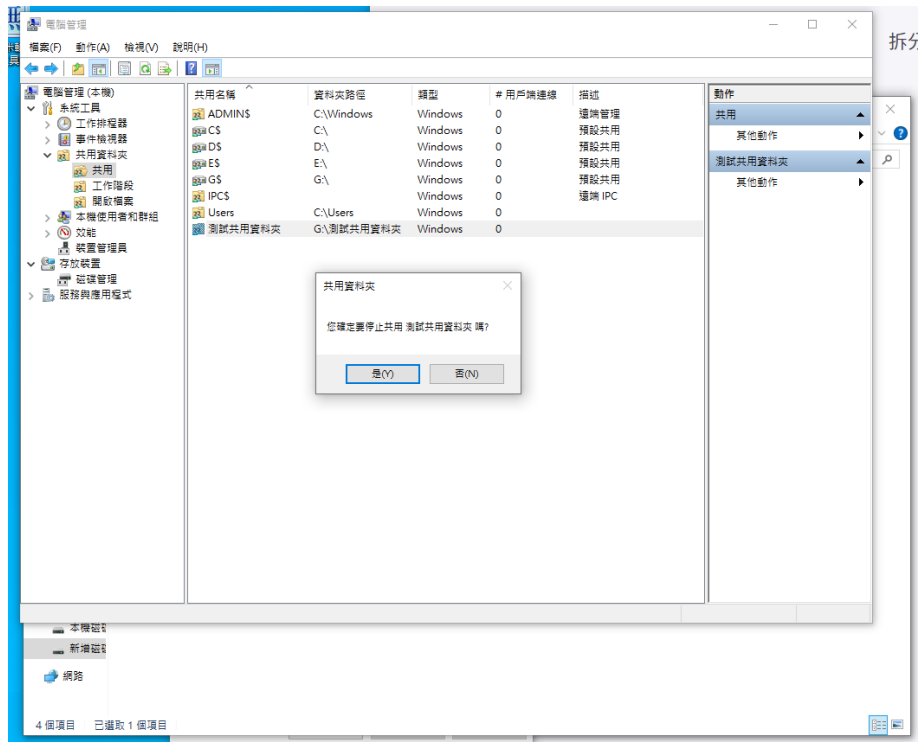 電腦管理
檔案(F) 動作(A) 檢視(V) 說明(H)
拆分
電腦管理 (本機)
系統工具
工作排程器
事件檢視器
共用資料夾
共用
工作階段
開啟檔案
本機使用者和群組
效能
裝置管理員
存放裝置
磁碟管理
服務與應用程式
共用名稱 資料夾路徑 類型 # 用戶端連線 描述
ADMIN$ C:\Windows Windows 0 遠端管理
C$ C:\ Windows 0 預設共用
D$ D:\ Windows 0 預設共用
E$ E:\ Windows 0 預設共用
G$ G:\ Windows 0 預設共用
IPC$ Windows 0 遠端 IPC
Users C:\Users Windows 0
測試共用資料夾 G:\測試共用資料夾 Windows 0
動作
共用
其他動作
測試共用資料夾
其他動作
共用資料夾
您確定要停止共用 測試共用資料夾 嗎?
是(Y) 否(N)
本機磁
新增磁
網路
4 個項目 已選取 1 個項目